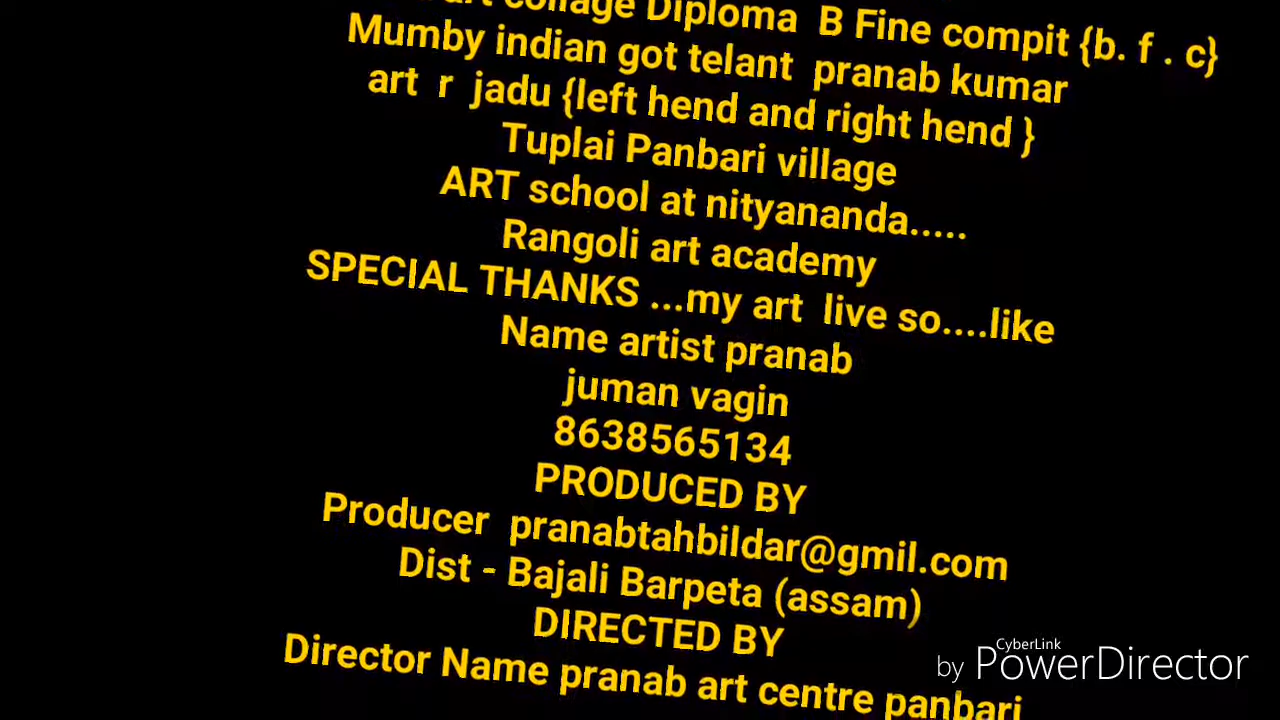 art collage Diploma B Fine compit {b. f . c}
Mumby indian got telant pranab kumar
art r jadu {left hend and right hend }
Tuplai Panbari village
ART school at nityananda.....
Rangoli art academy
SPECIAL THANKS ...my art live so....like
Name artist pranab
juman vagin
8638565134
PRODUCED BY
Producer pranabtahbildar@gmil.com
Dist - Bajali Barpeta (assam)
DIRECTED BY
Director Name pranab art centre panbari
CyberLink
by PowerDirector